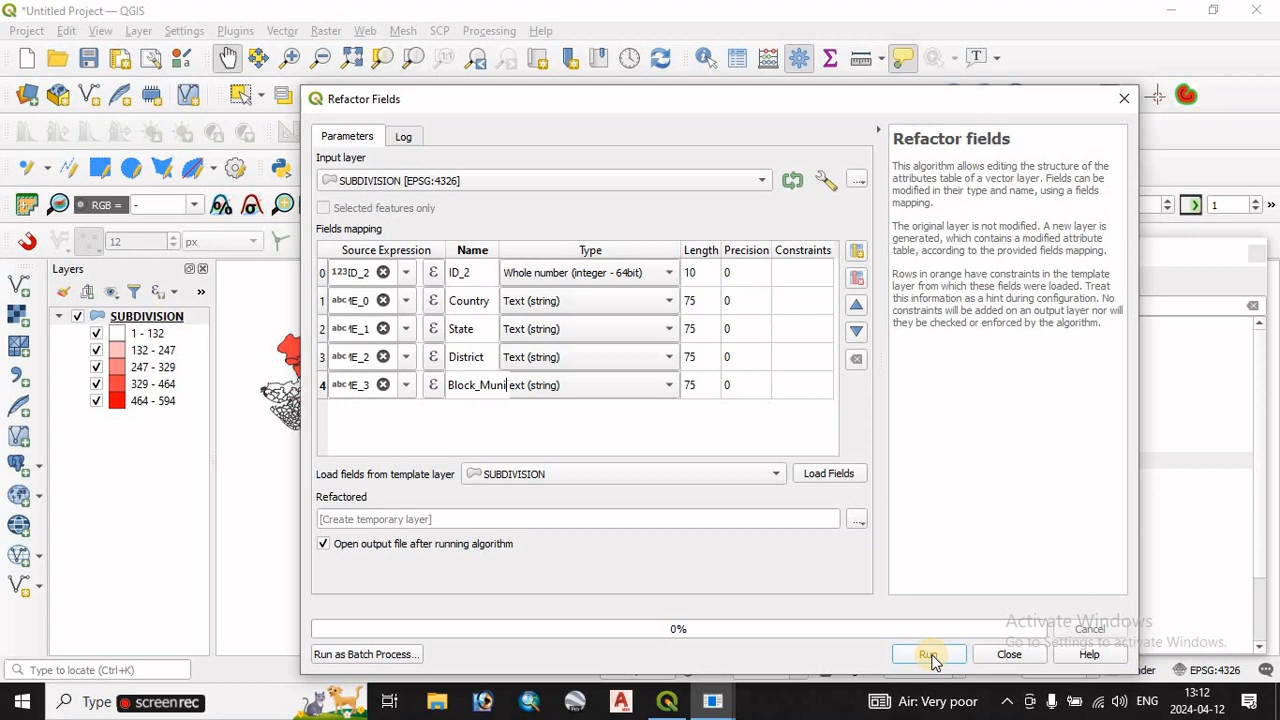 *Untitled Project — QGIS
Project Edit View Layer Settings Plugins Vector Raster Web Mesh SCP Processing Help
RGB = -
12 px
1
Layers
SUBDIVISION
1 - 132
132 - 247
247 - 329
329 - 464
464 - 594
Refactor Fields
Parameters Log
Input layer
SUBDIVISION [EPSG:4326]
Selected features only
Fields mapping
Source Expression Name Type Length Precision Constraints
0 123 ID_2 ID_2 Whole number (integer - 64bit) 10 0
1 abc E_0 Country Text (string) 75 0
2 abc E_1 State Text (string) 75 0
3 abc E_2 District Text (string) 75 0
4 abc E_3 Block_Muni ext (string) 75 0
Load fields from template layer SUBDIVISION Load Fields
Refactored
[Create temporary layer]
Open output file after running algorithm
0% Cancel
Run as Batch Process... Run Close Help
Refactor fields
This algorithm allows editing the structure of the
attributes table of a vector layer. Fields can be
modified in their type and name, using a fields
mapping.
The original layer is not modified. A new layer is
generated, which contains a modified attribute
table, according to the provided fields mapping.
Rows in orange have constraints in the template
layer from which these fields were loaded. Treat
this information as a hint during configuration. No
constraints will be added on an output layer nor will
they be checked or enforced by the algorithm.
Activate Windows
Go to Settings to activate Windows.
Type to locate (Ctrl+K)
EPSG:4326
Type screenrec
Air: Very poor
ENG
13:12
2024-04-12